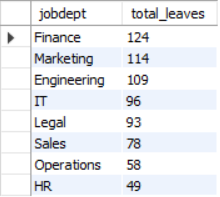 jobdept total_leaves
Finance 124
Marketing 114
Engineering 109
IT 96
Legal 93
Sales 78
Operations 58
HR 49